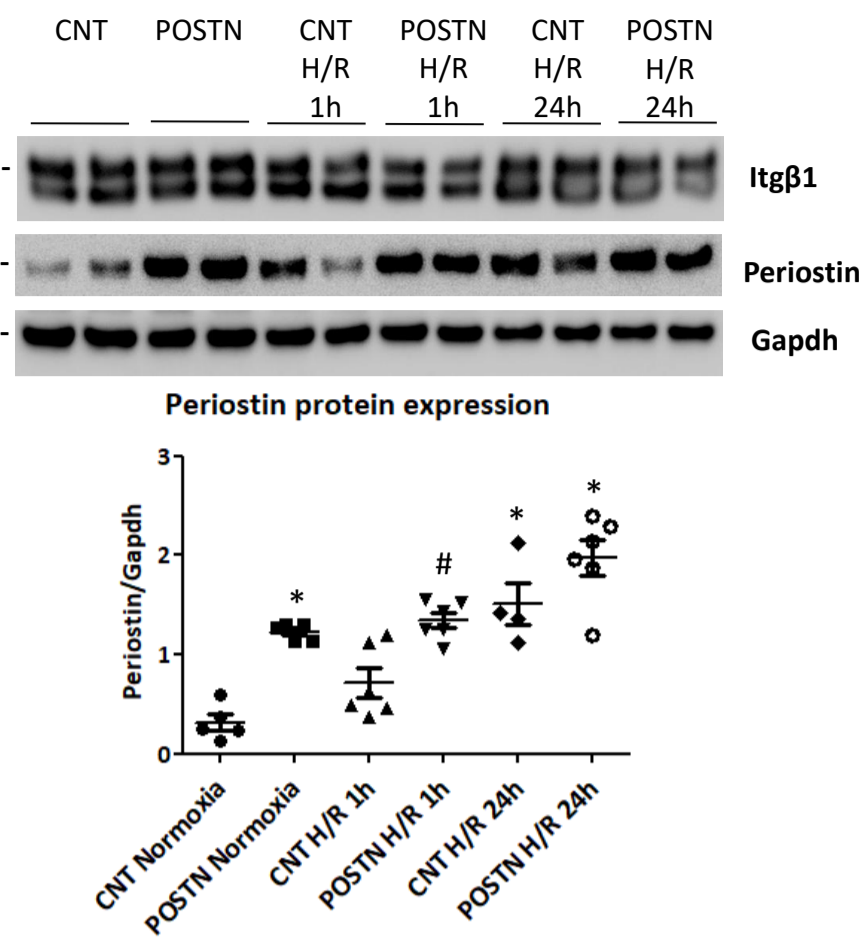 CNT POSTN CNT POSTN CNT POSTN
H/R H/R H/R H/R
1h 1h 24h 24h
- Itgβ1
- Periostin
- Gapdh
Periostin protein expression
Periostin/Gapdh
3
2
1
0
*
#
*
*
CNT Normoxia
POSTN Normoxia
CNT H/R 1h
POSTN H/R 1h
CNT H/R 24h
POSTN H/R 24h